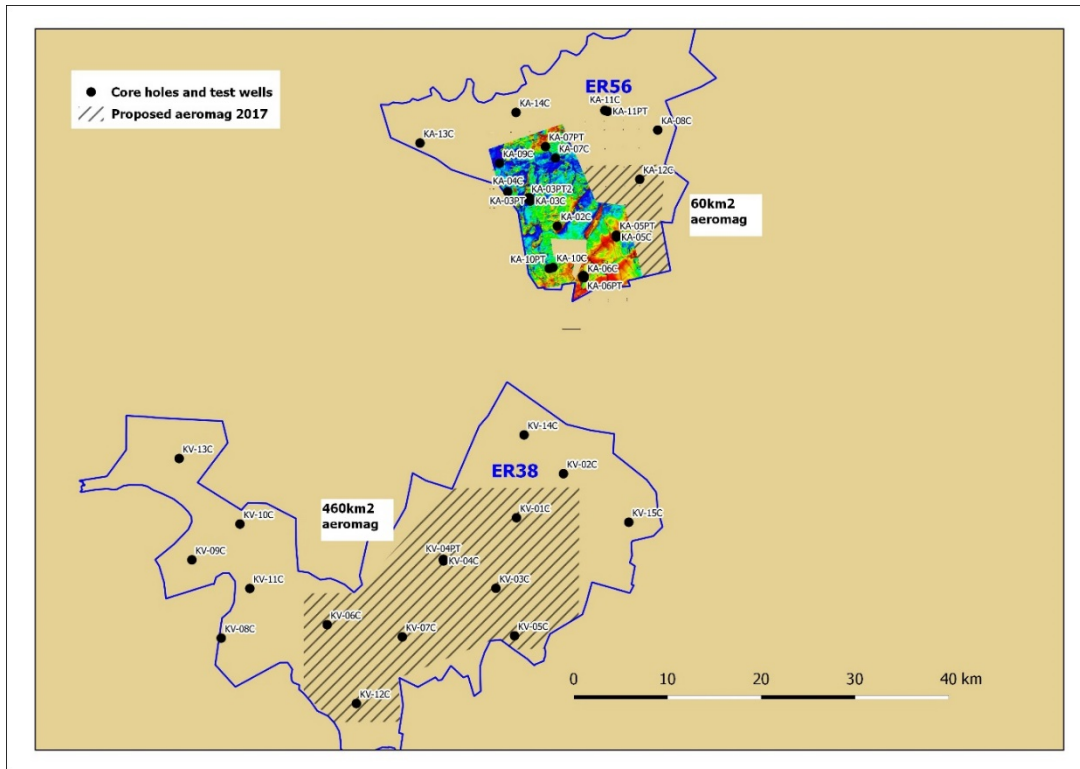 Core holes and test wells
Proposed aeromag 2017
ER56
KA-14C
KA-11C
KA-11PT
KA-08C
KA-13C
KA-07PT
KA-07C
KA-09C
KA-12C
KA-04C
KA-03PT2
KA-03PT
KA-03C
60km2
aeromag
KA-02C
KA-05PT
KA-05C
KA-10PT
KA-10C
KA-06C
KA-06PT
KV-14C
KV-13C
ER38
KV-02C
460km2
aeromag
KV-01C
KV-15C
KV-10C
KV-04PT
KV-04C
KV-09C
KV-11C
KV-03C
KV-06C
KV-08C
KV-07C
KV-05C
KV-12C
0 10 20 30 40 km